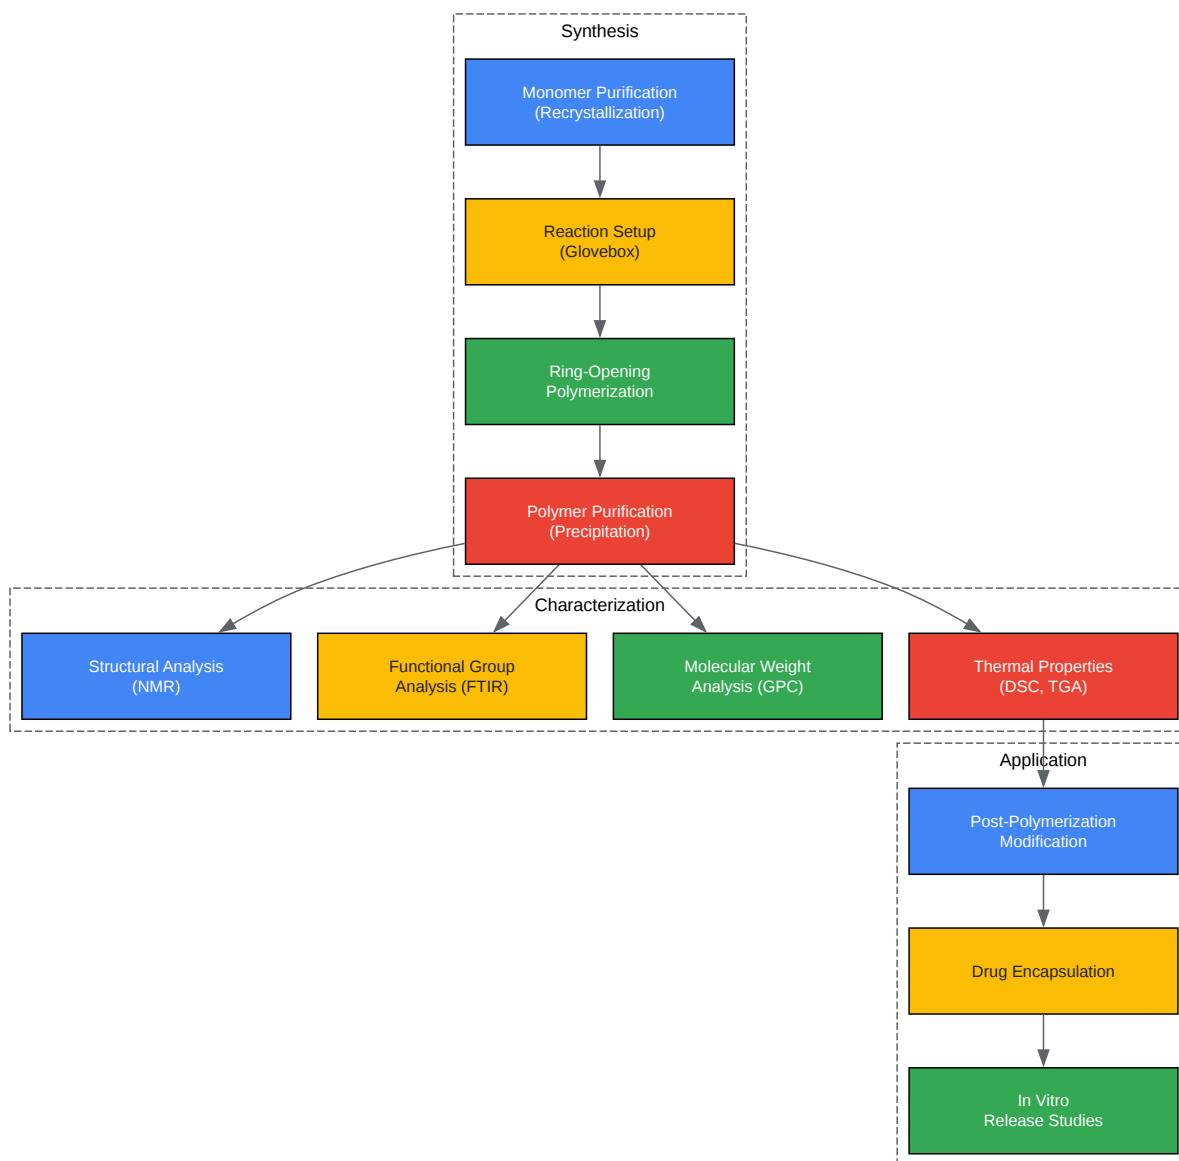 Synthesis
Monomer Purification
(Recrystallization)
Reaction Setup
(Glovebox)
Ring-Opening
Polymerization
Polymer Purification
(Precipitation)
Characterization
Structural Analysis
(NMR)
Functional Group
Analysis (FTIR)
Molecular Weight
Analysis (GPC)
Thermal Properties
(DSC, TGA)
Application
Post-Polymerization
Modification
Drug Encapsulation
In Vitro
Release Studies